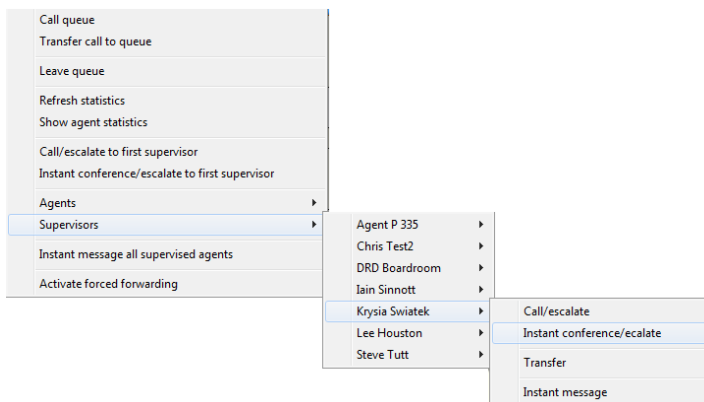 Call queue
Transfer call to queue
Leave queue
Refresh statistics
Show agent statistics
Call/escalate to first supervisor
Instant conference/escalate to first supervisor
Agents
Supervisors
Instant message all supervised agents
Activate forced forwarding
Agent P 335
Chris Test2
DRD Boardroom
Iain Sinnott
Krysia Swiatek
Lee Houston
Steve Tutt
Call/escalate
Instant conference/ecalate
Transfer
Instant message